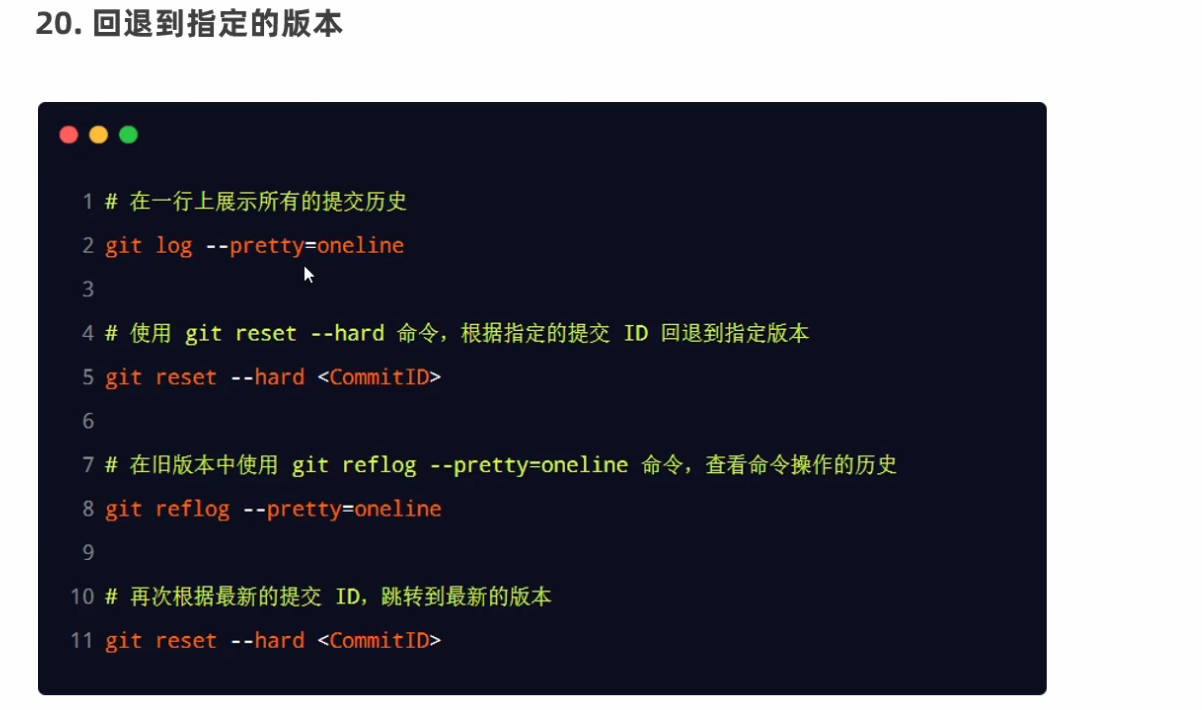 20. 回退到指定的版本
1 # 在一行上展示所有的提交历史
2 git log --pretty=oneline
3
4 # 使用 git reset --hard 命令，根据指定的提交 ID 回退到指定版本
5 git reset --hard <CommitID>
6
7 # 在旧版本中使用 git reflog --pretty=oneline 命令，查看命令操作的历史
8 git reflog --pretty=oneline
9
10 # 再次根据最新的提交 ID，跳转到最新的版本
11 git reset --hard <CommitID>